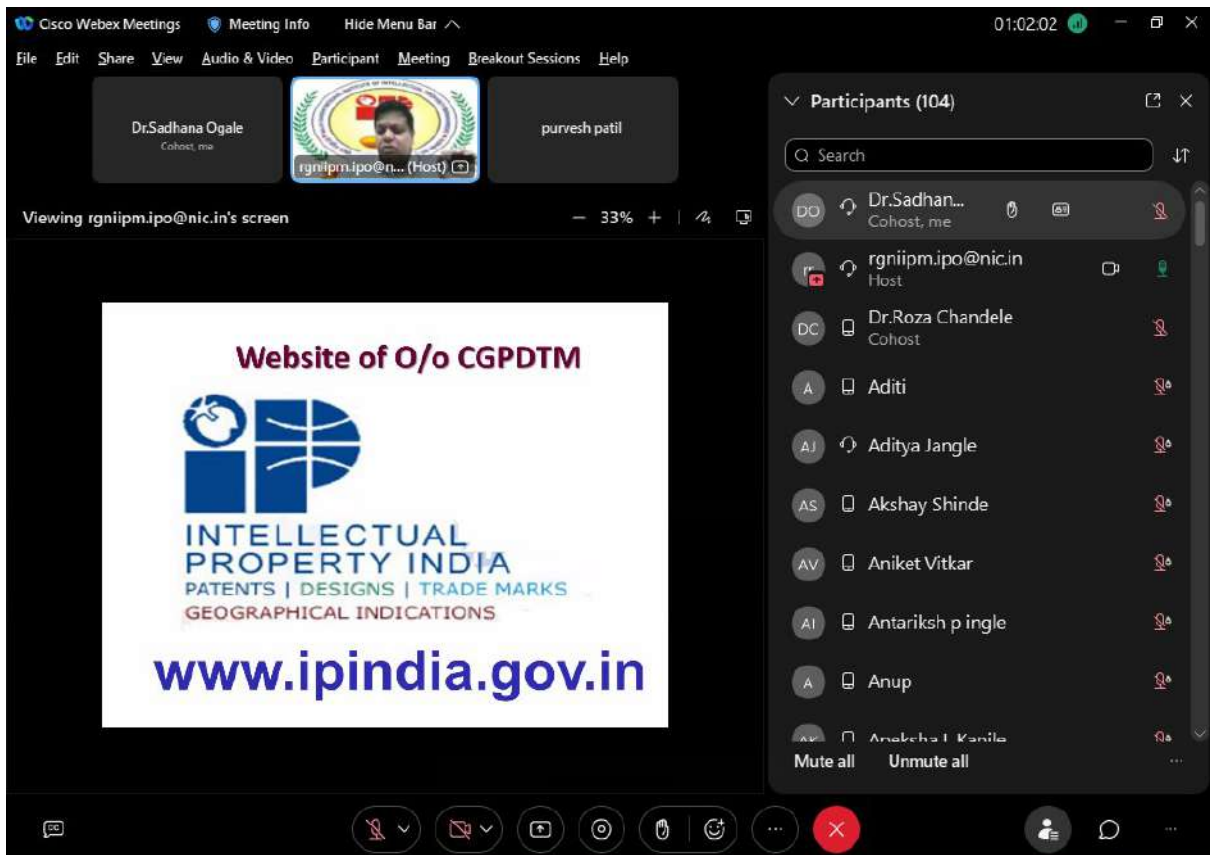 Cisco Webex Meetings Meeting Info Hide Menu Bar 01:02:02
File Edit Share View Audio & Video Participant Meeting Breakout Sessions Help
Dr.Sadhana Ogale
Cohost, me
rgniipm.ipo@n... (Host)
purvesh patil
Viewing rgniipm.ipo@nic.in's screen 33%
Website of O/o CGPDTM
iP
INTELLECTUAL
PROPERTY INDIA
PATENTS | DESIGNS | TRADE MARKS
GEOGRAPHICAL INDICATIONS
www.ipindia.gov.in
Participants (104)
Search
DO Dr.Sadhan...
Cohost, me
rgniipm.ipo@nic.in
Host
DC Dr.Roza Chandele
Cohost
A Aditi
AJ Aditya Jangle
AS Akshay Shinde
AV Aniket Vitkar
AI Antariksh p ingle
A Anup
Mute all Unmute all